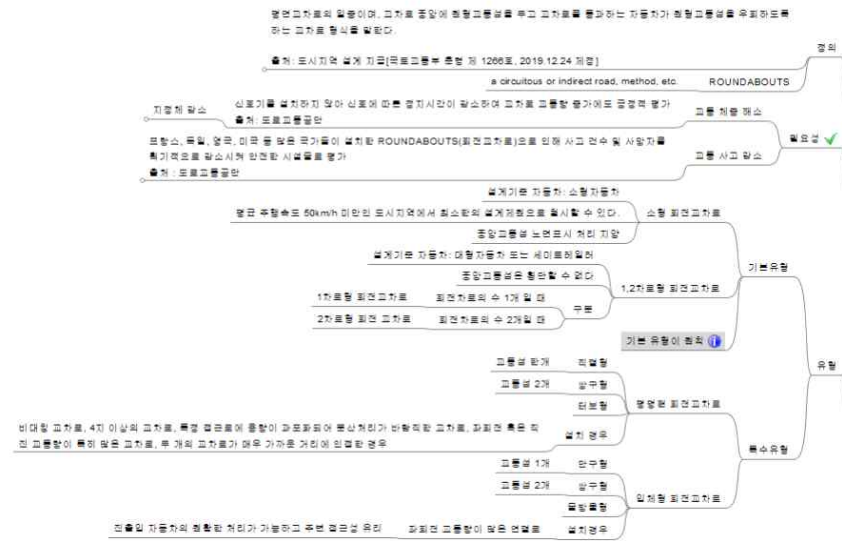 평면교차로의 일종이며, 교차로 중앙에 원형교통섬을 두고 교차로를 통과하는 자동차가 원형교통섬을 우회하도록
하는 교차로 형식을 말한다.
출처: 도시지역 설계 지침[국토교통부 훈령 제 1266호, 2019.12.24 제정]
정의
a circuitous or indirect road, method, etc.
ROUNDABOUTS
지정체 감소
신호기를 설치하지 않아 신호에 따른 정지시간이 감소하여 교차로 교통량 증가에도 긍정적 평가
출처: 도로교통공단
교통 체증 해소
필요성
프랑스, 독일, 영국, 미국 등 많은 국가들이 설치한 ROUNDABOUTS(회전교차로)으로 인해 사고 건수 및 사망자를
획기적으로 감소시켜 안전한 시설물로 평가
출처 : 도로교통공단
교통 사고 감소
설계기준 자동차: 소형자동차
평균 주행속도 50km/h 미만인 도시지역에서 최소한의 설계제원으로 설치할 수 있다.
소형 회전교차로
중앙교통섬 노면표시 처리 지양
설계기준 자동차: 대형자동차 또는 세미트레일러
기본유형
중앙교통섬은 횡단할 수 없다
1,2차로형 회전교차로
1차로형 회전교차로
회전차로의 수 1개 일 때
구분
2차로형 회전 교차로
회전차로의 수 2개일 때
기본 유형이 원칙
유형
교통섬 한개
직렬형
교통섬 2개
쌍구형
터보형
평면형 회전교차로
비대칭 교차로, 4지 이상의 교차로, 특정 접근로에 용량이 과포화되어 분산처리가 바람직한 교차로, 좌회전 혹은 직
진 교통량이 특히 많은 교차로, 두 개의 교차로가 매우 가까운 거리에 인접한 경우
설치 경우
특수유형
교통섬 1개
단구형
교통섬 2개
쌍구형
입체형 회전교차로
물방울형
진출입 자동차의 원활한 처리가 가능하고 주변 접근성 유리
좌회전 교통량이 많은 연결로
설치경우